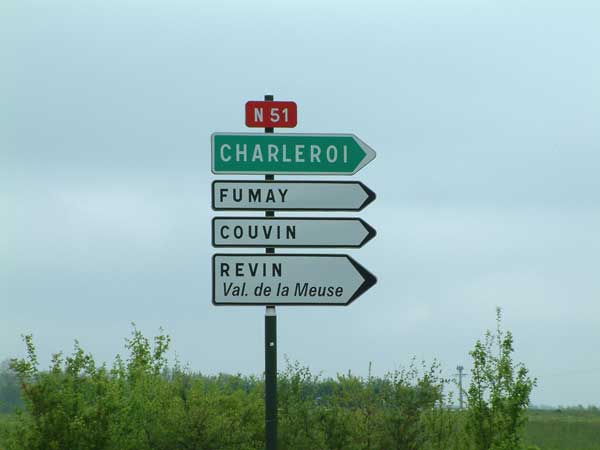 N 51
CHARLEROI
FUMAY
COUVIN
REVIN
Val. de la Meuse